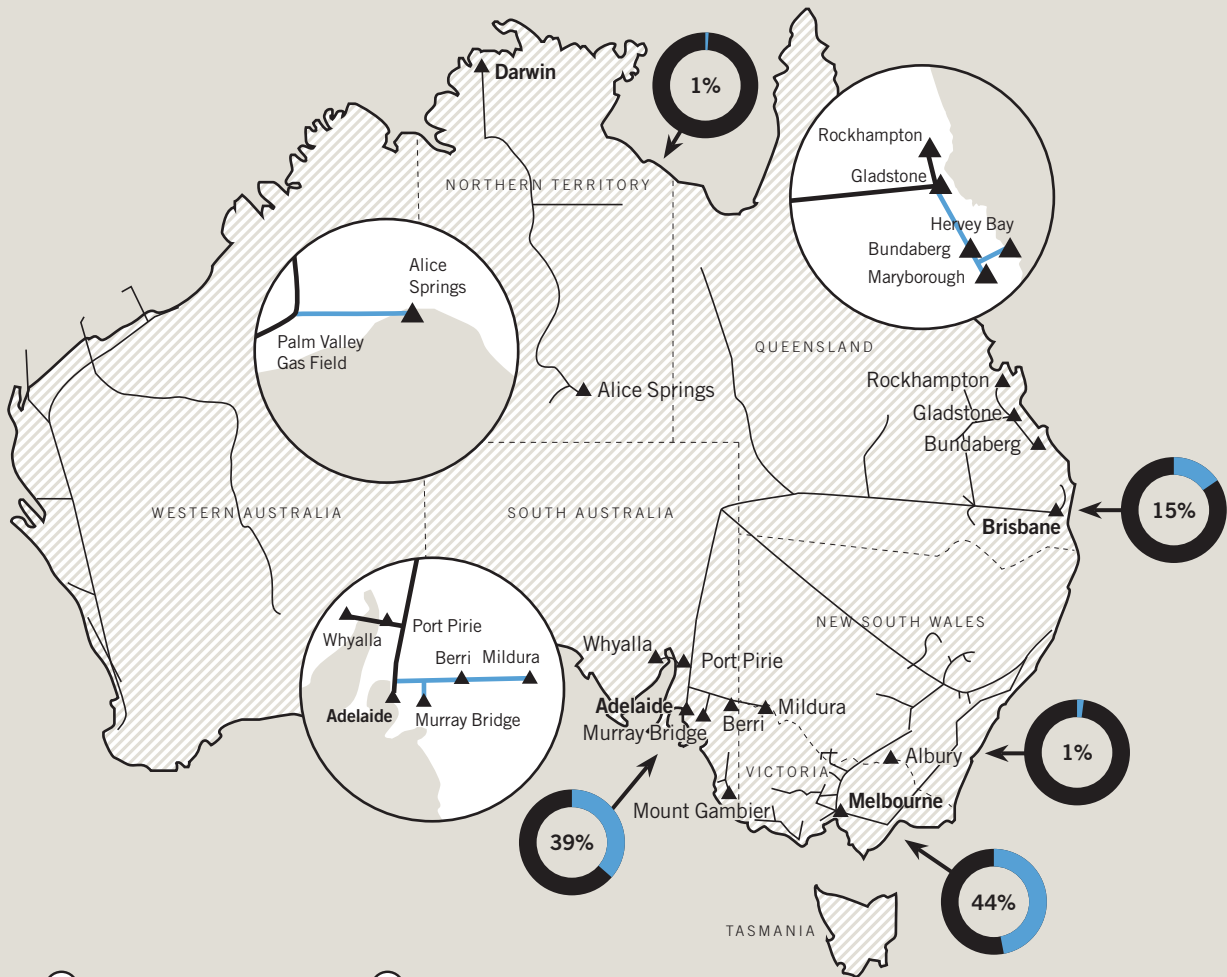 Darwin
1%
Rockhampton
Gladstone
Hervey Bay
Bundaberg
Maryborough
NORTHERN TERRITORY
Alice
Springs
Palm Valley
Gas Field
QUEENSLAND
Rockhampton
Alice Springs
Gladstone
Bundaberg
WESTERN AUSTRALIA
SOUTH AUSTRALIA
Brisbane
15%
NEW SOUTH WALES
Whyalla
Port Pirie
Berri
Mildura
Adelaide
Murray Bridge
Whyalla
Port Pirie
Adelaide
Mildura
Murray Bridge
Berri
Albury
1%
VICTORIA
Melbourne
Mount Gambier
39%
44%
TASMANIA